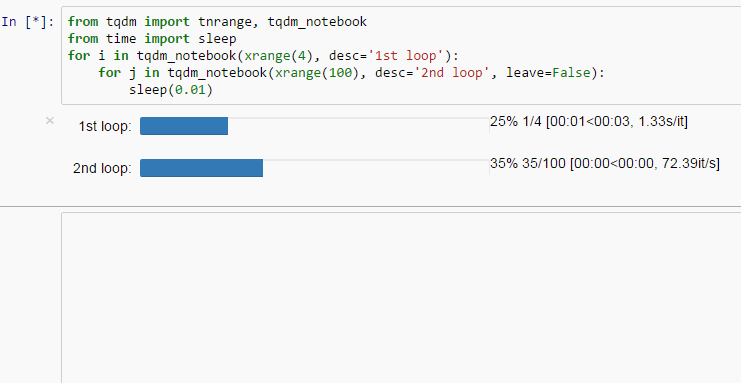 In [*]: from tqdm import tnrange, tqdm_notebook
from time import sleep
for i in tqdm_notebook(xrange(4), desc='1st loop'):
    for j in tqdm_notebook(xrange(100), desc='2nd loop', leave=False):
        sleep(0.01)
× 1st loop: 25% 1/4 [00:01<00:03, 1.33s/it]
2nd loop: 35% 35/100 [00:00<00:00, 72.39it/s]